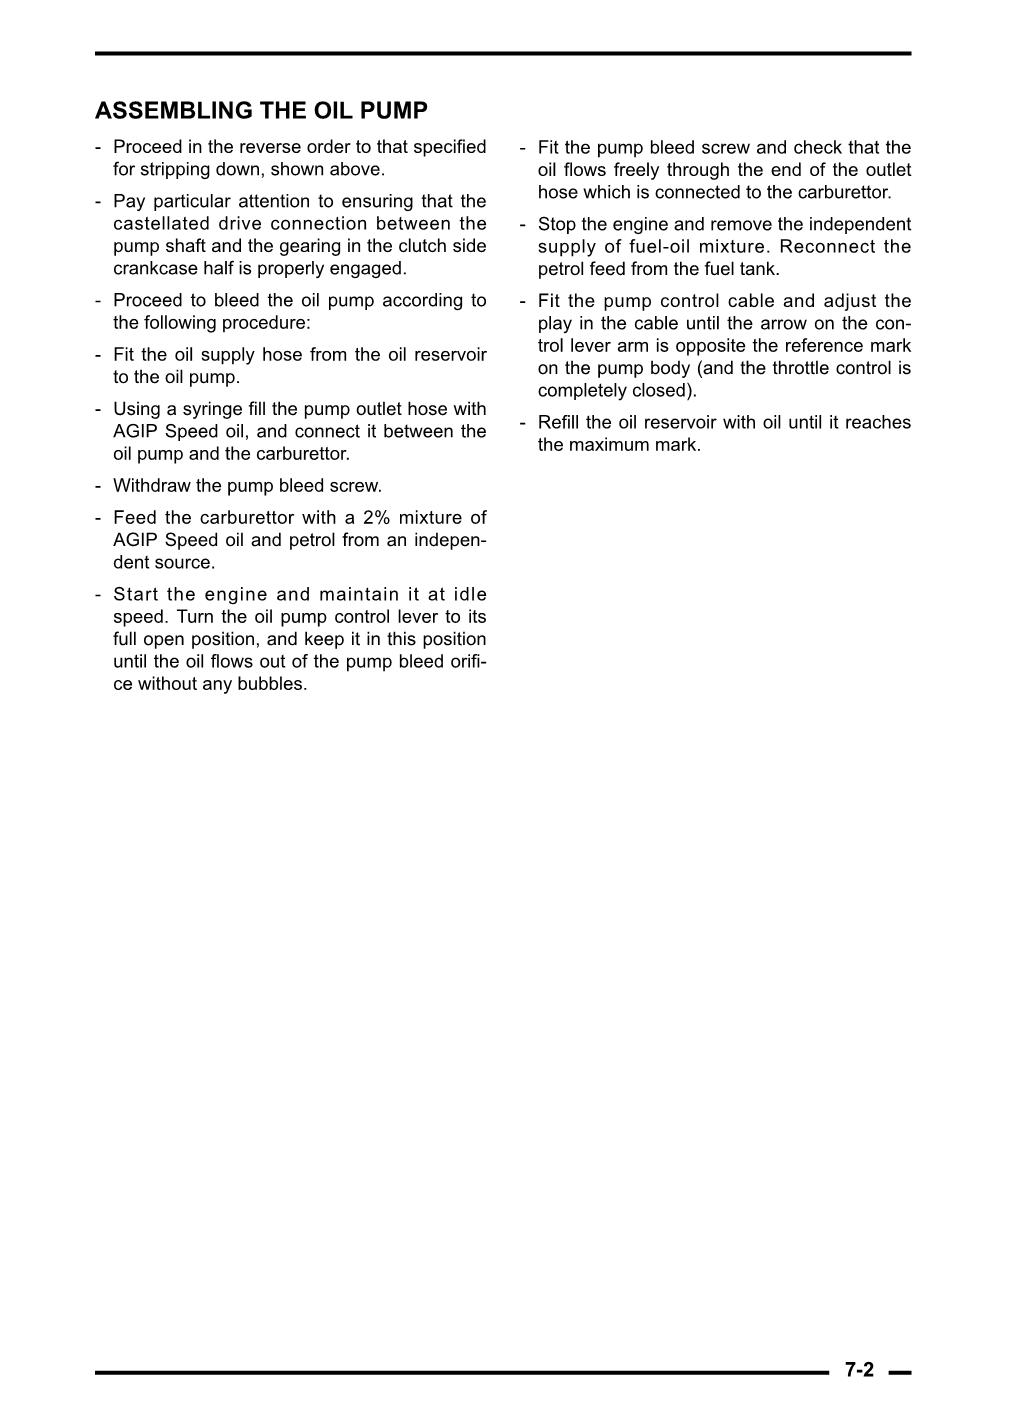 ASSEMBLING THE OIL PUMP
- Proceed in the reverse order to that specified
for stripping down, shown above.
- Pay particular attention to ensuring that the
castellated drive connection between the
pump shaft and the gearing in the clutch side
crankcase half is properly engaged.
- Proceed to bleed the oil pump according to
the following procedure:
- Fit the oil supply hose from the oil reservoir
to the oil pump.
- Using a syringe fill the pump outlet hose with
AGIP Speed oil, and connect it between the
oil pump and the carburettor.
- Withdraw the pump bleed screw.
- Feed the carburettor with a 2% mixture of
AGIP Speed oil and petrol from an indepen-
dent source.
- Start the engine and maintain it at idle
speed. Turn the oil pump control lever to its
full open position, and keep it in this position
until the oil flows out of the pump bleed orifi-
ce without any bubbles.
- Fit the pump bleed screw and check that the
oil flows freely through the end of the outlet
hose which is connected to the carburettor.
- Stop the engine and remove the independent
supply of fuel-oil mixture. Reconnect the
petrol feed from the fuel tank.
- Fit the pump control cable and adjust the
play in the cable until the arrow on the con-
trol lever arm is opposite the reference mark
on the pump body (and the throttle control is
completely closed).
- Refill the oil reservoir with oil until it reaches
the maximum mark.
7-2